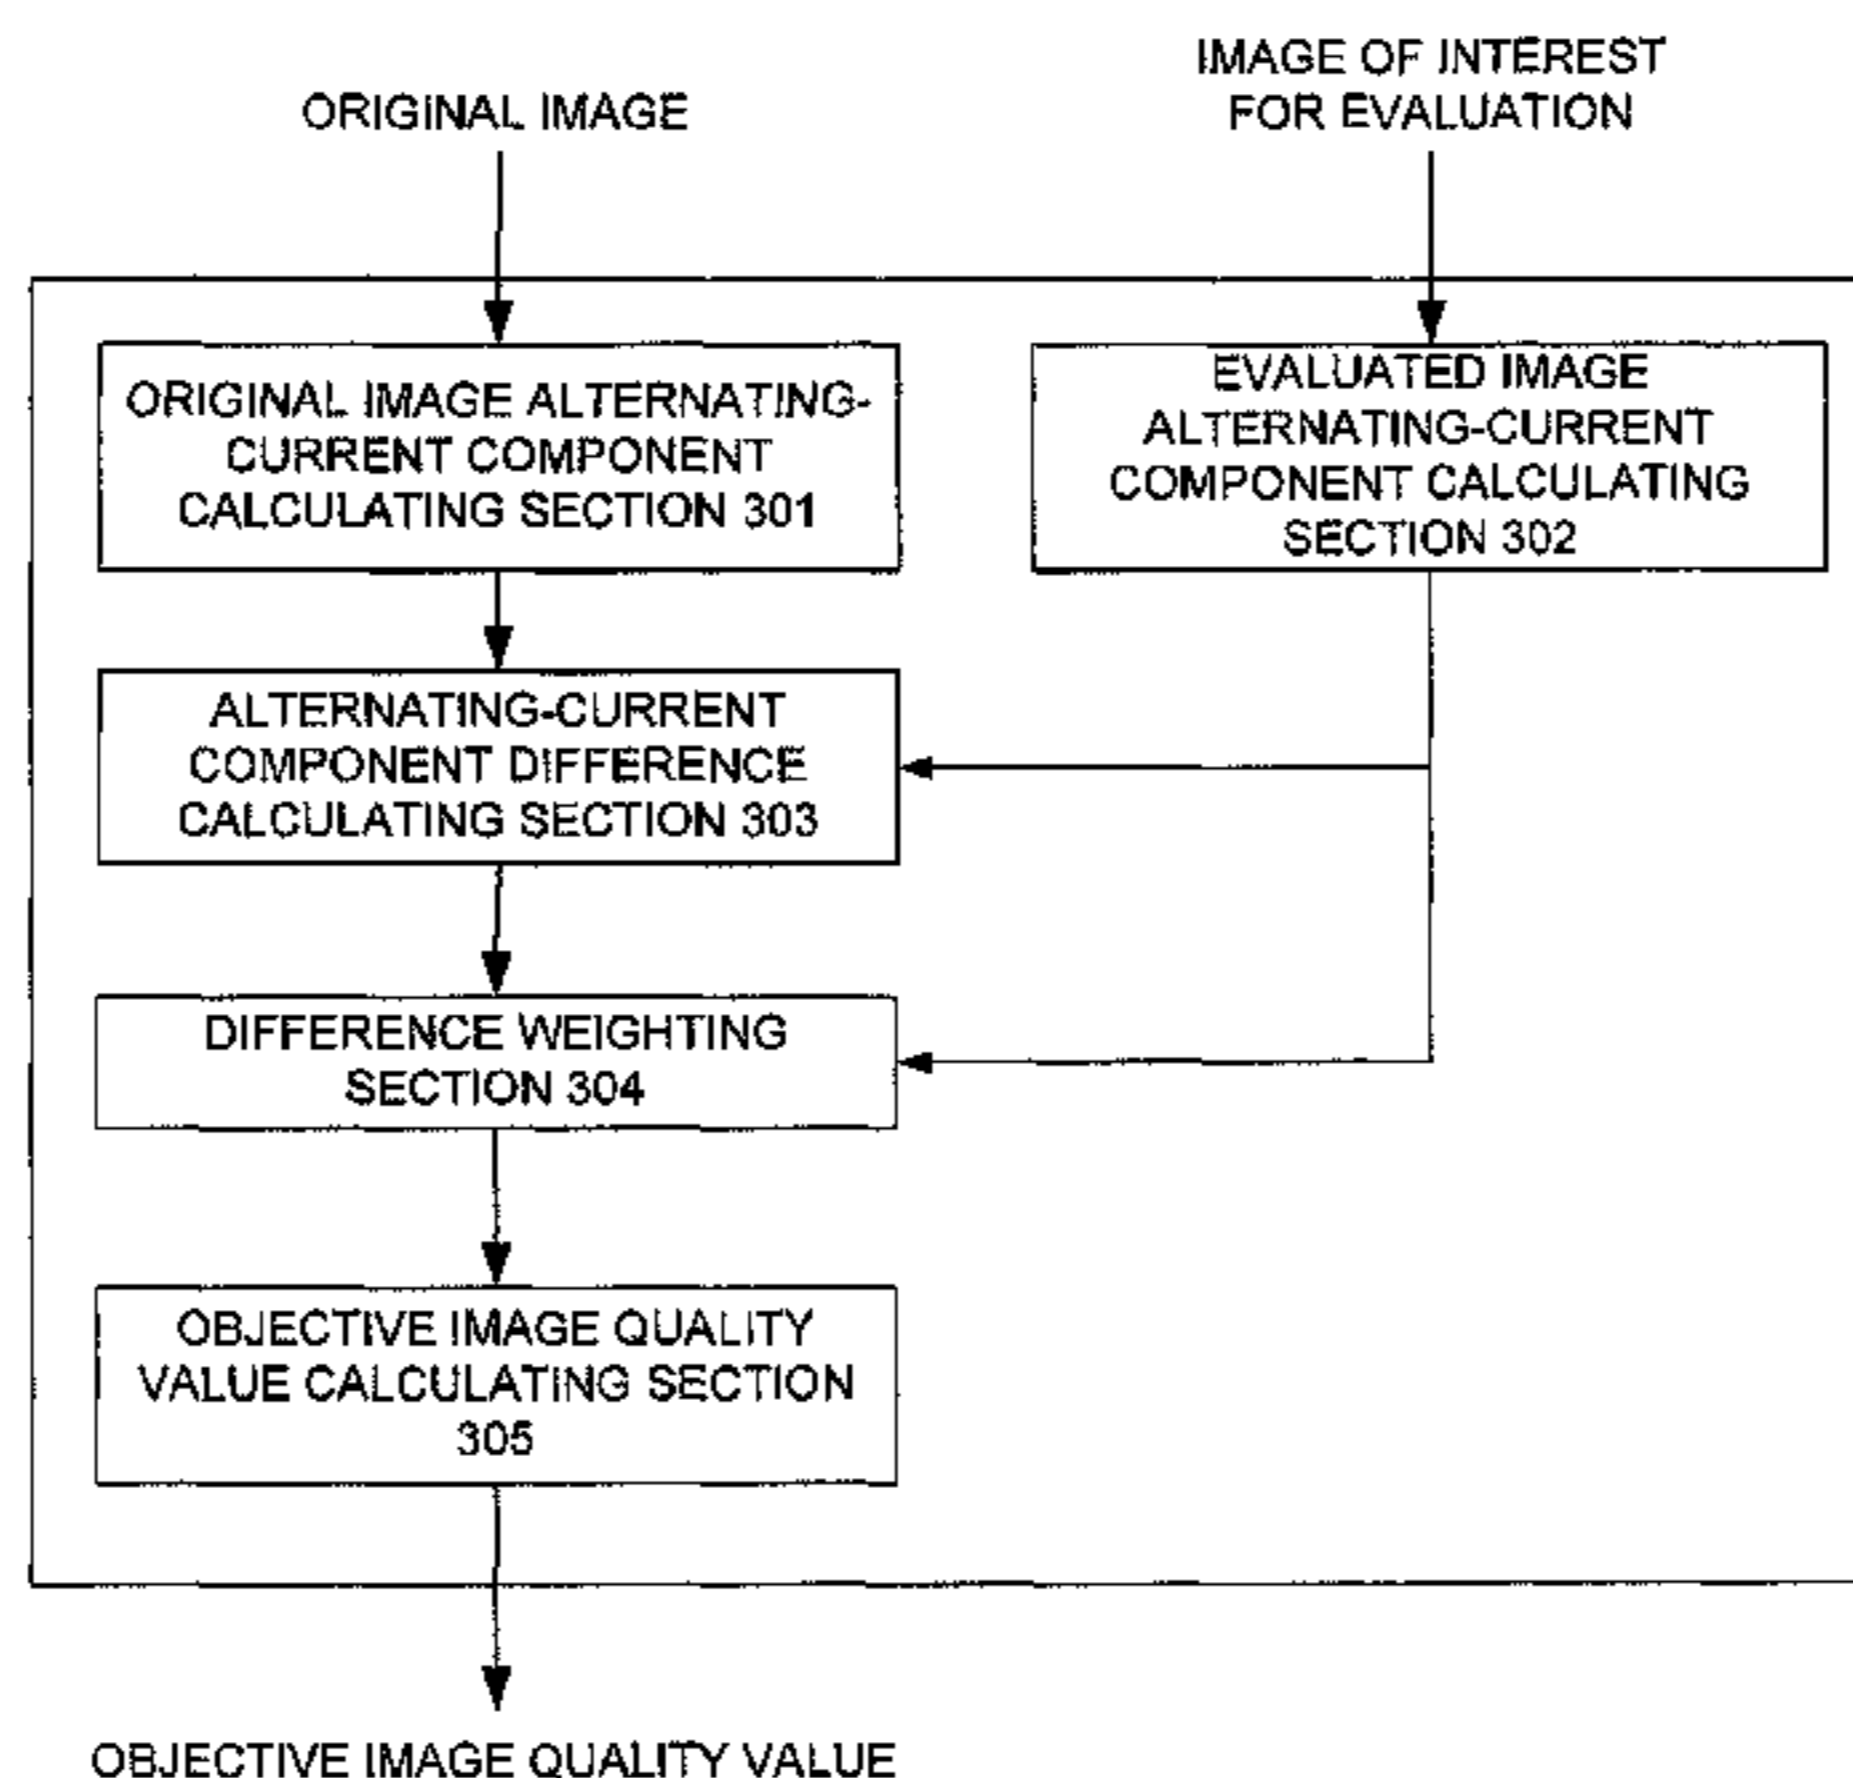 ORIGINAL IMAGE
IMAGE OF INTEREST
FOR EVALUATION
ORIGINAL IMAGE ALTERNATING-
CURRENT COMPONENT
CALCULATING SECTION 301
EVALUATED IMAGE
ALTERNATING-CURRENT
COMPONENT CALCULATING
SECTION 302
ALTERNATING-CURRENT
COMPONENT DIFFERENCE
CALCULATING SECTION 303
DIFFERENCE WEIGHTING
SECTION 304
OBJECTIVE IMAGE QUALITY
VALUE CALCULATING SECTION
305
OBJECTIVE IMAGE QUALITY VALUE